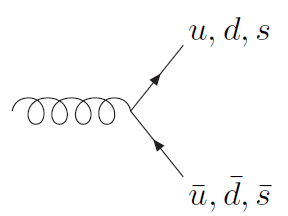 u, d, s
ū, d̄, s̄